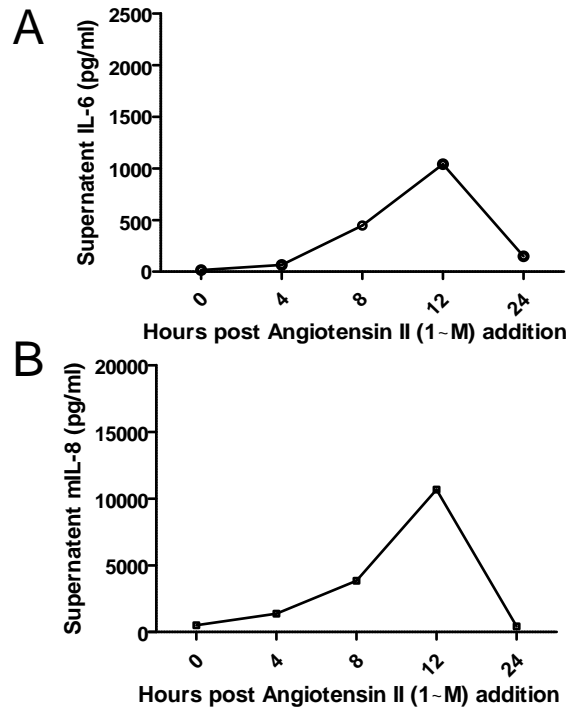 A
Supernatent IL-6 (pg/ml)
2500
2000
1500
1000
500
0
0 4 8 12 24
Hours post Angiotensin II (1~M) addition
B
Supernatent mIL-8 (pg/ml)
20000
15000
10000
5000
0
0 4 8 12 24
Hours post Angiotensin II (1~M) addition